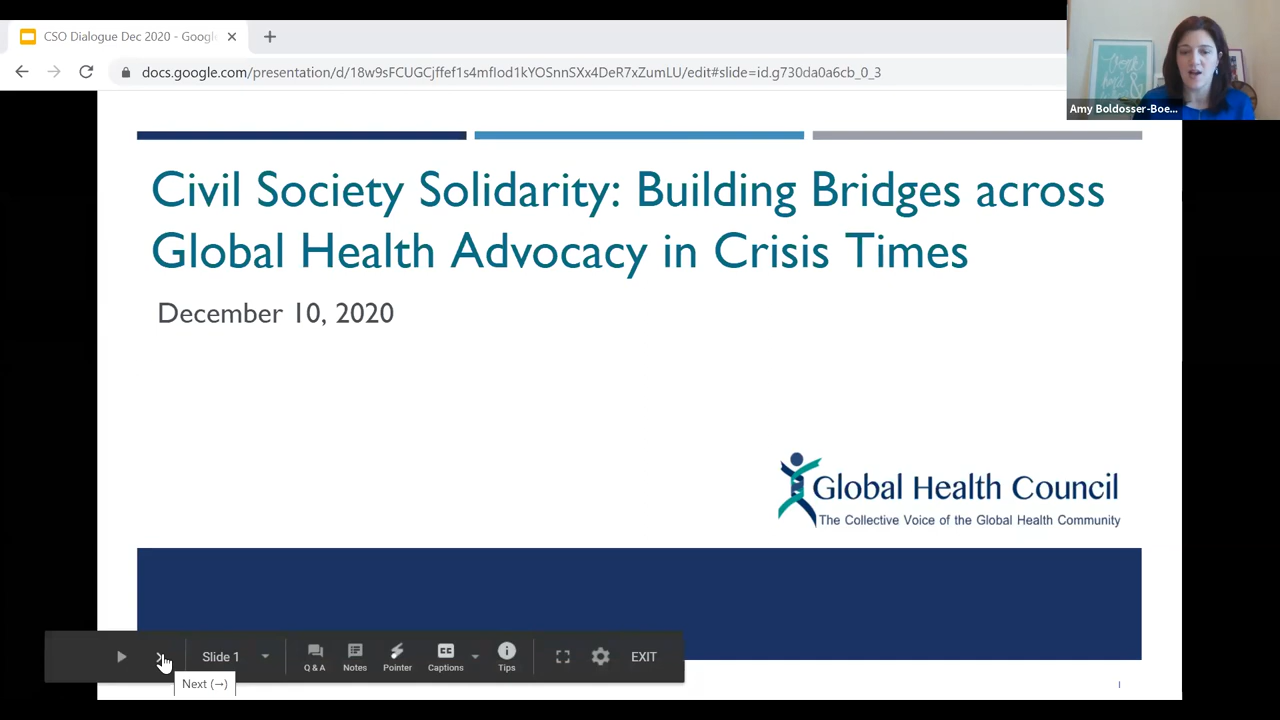 CSO Dialogue Dec 2020 - Googl
docs.google.com/presentation/d/18w9sFCUGCjffef1s4mflod1kYOSnnSXx4DeR7xZumLU/edit#slide=id.g730da0a6cb_0_3
Amy Boldosser-Boe...
Civil Society Solidarity: Building Bridges across
Global Health Advocacy in Crisis Times
December 10, 2020
Global Health Council
The Collective Voice of the Global Health Community
Slide 1
Q & A
Notes
Pointer
CC
Captions
Tips
EXIT
Next (→)
1